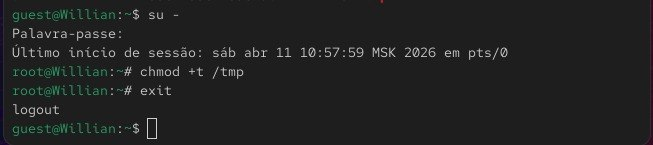 guest@Willian:~$ su -
Palavra-passe:
Último início de sessão: sáb abr 11 10:57:59 MSK 2026 em pts/0
root@Willian:~# chmod +t /tmp
root@Willian:~# exit
logout
guest@Willian:~$